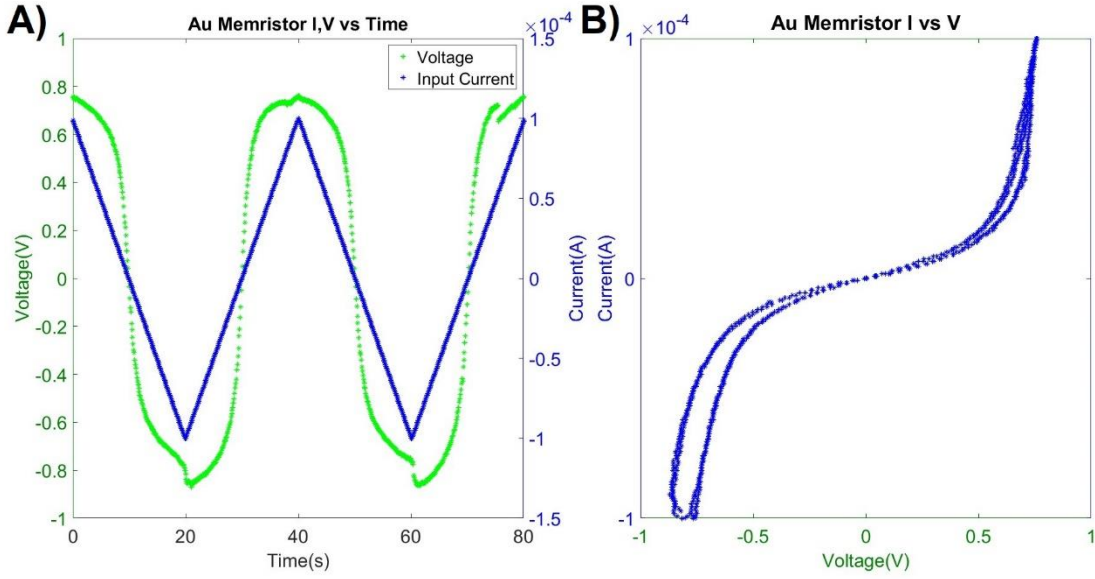 A)
Au Memristor I,V vs Time
Voltage
Input Current
1
0.8
0.6
0.4
0.2
0
-0.2
-0.4
-0.6
-0.8
-1
Voltage(V)
0
20
40
60
80
Time(s)
1.5 ×10-4
1
0.5
0
-0.5
-1
-1.5
Current(A)
B)
Au Memristor I vs V
1 ×10-4
0
-1
Current(A)
-1
-0.5
0
0.5
1
Voltage(V)